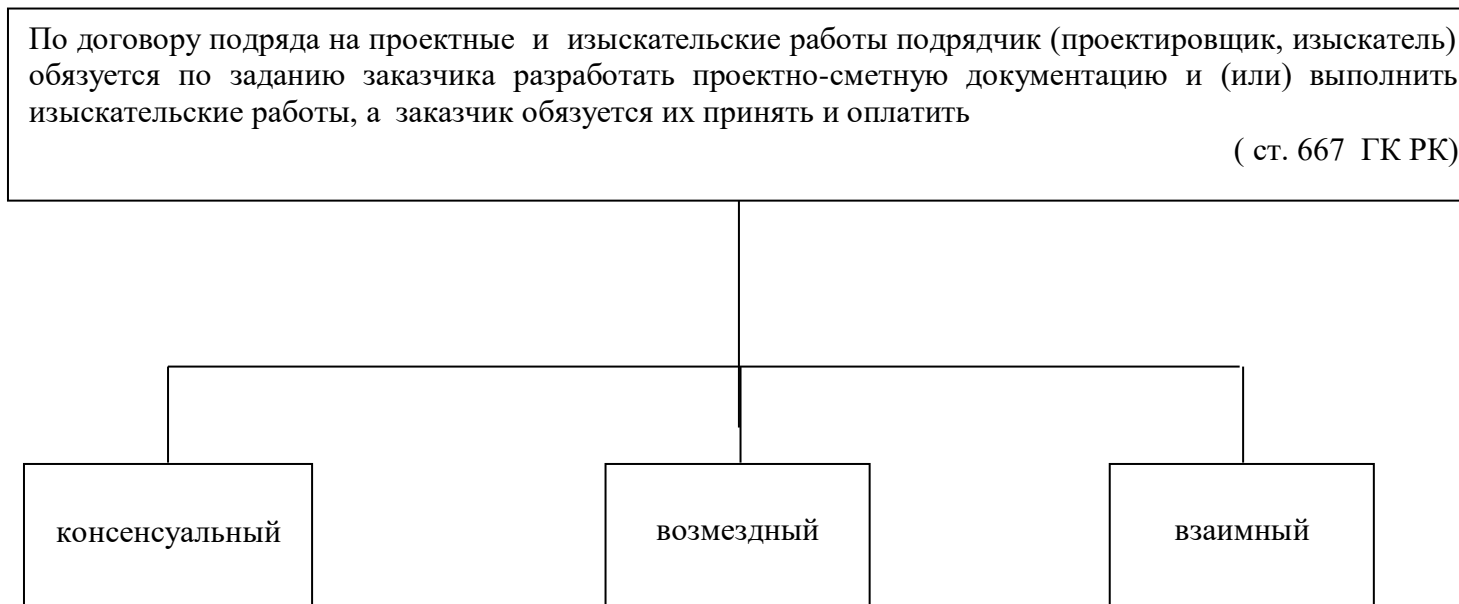 По договору подряда на проектные и изыскательские работы подрядчик (проектировщик, изыскатель)
обязуется по заданию заказчика разработать проектно-сметную документацию и (или) выполнить
изыскательские работы, а заказчик обязуется их принять и оплатить
( ст. 667 ГК РК)
консенсуальный
возмездный
взаимный